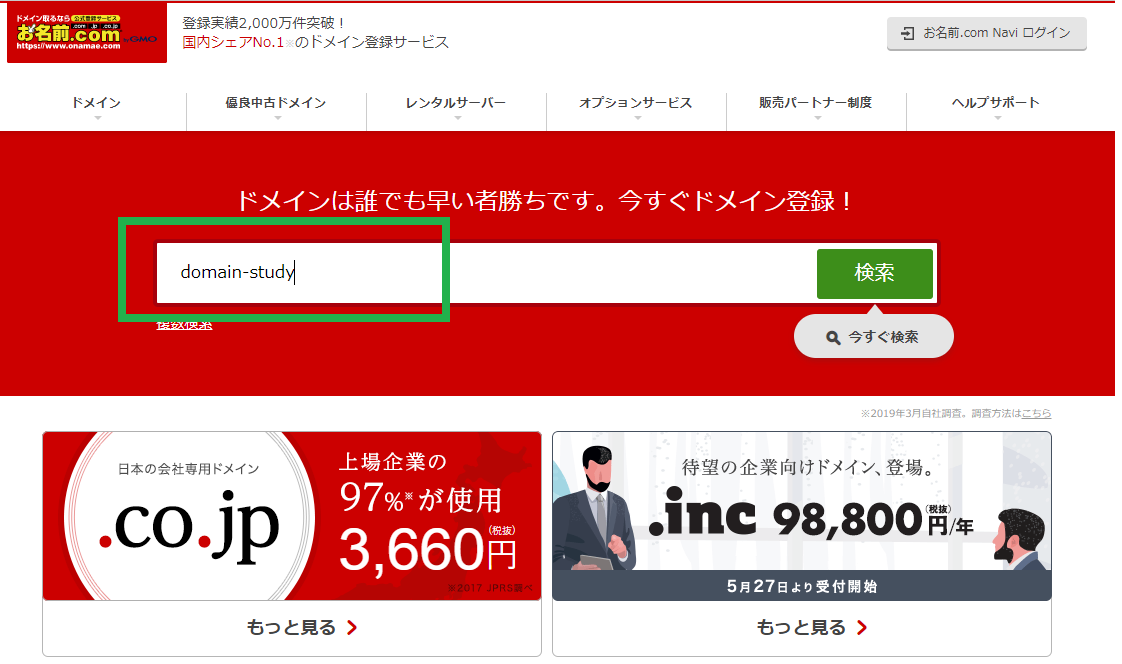 ドメイン取るなら 公式登録サービス
お名前.com .com .jp .co.jp
https://www.onamae.com by GMO
登録実績2,000万件突破！
国内シェアNo.1※のドメイン登録サービス
お名前.com Navi ログイン
ドメイン
優良中古ドメイン
レンタルサーバー
オプションサービス
販売パートナー制度
ヘルプサポート
ドメインは誰でも早い者勝ちです。今すぐドメイン登録！
domain-study
検索
複数検索
今すぐ検索
※2019年3月自社調査。調査方法はこちら
日本の会社専用ドメイン
.co.jp
上場企業の
97%※が使用
3,660円(税抜)
※2017 JPRS調べ
もっと見る
待望の企業向けドメイン、登場。
.inc 98,800円(税抜)/年
5月27日より受付開始
もっと見る